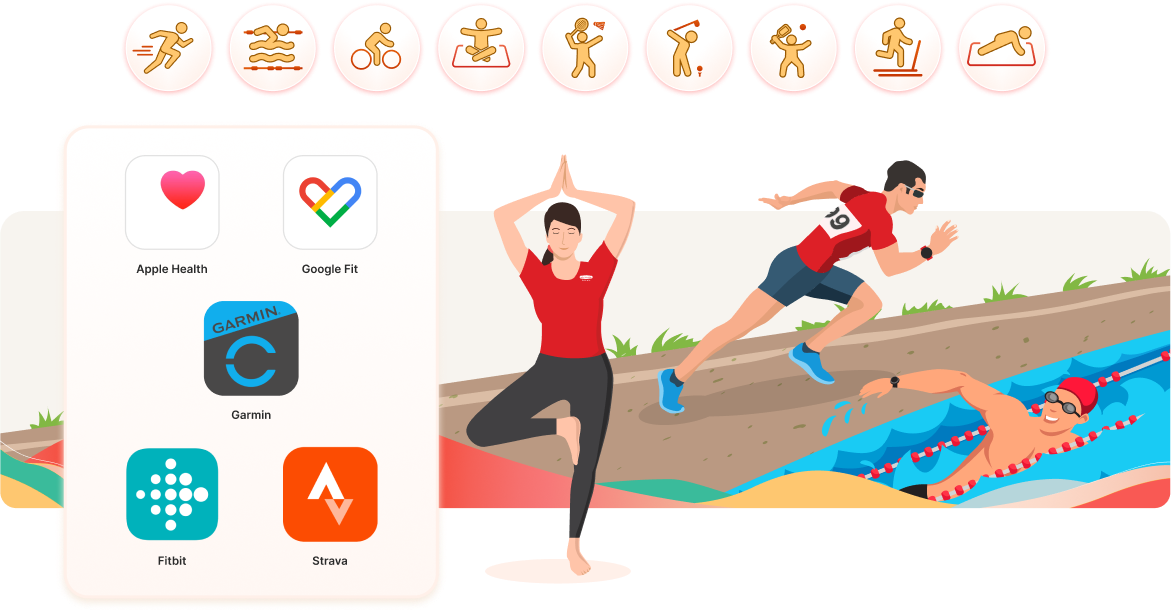 Apple Health
Google Fit
GARMIN
Garmin
Fitbit
Strava
19